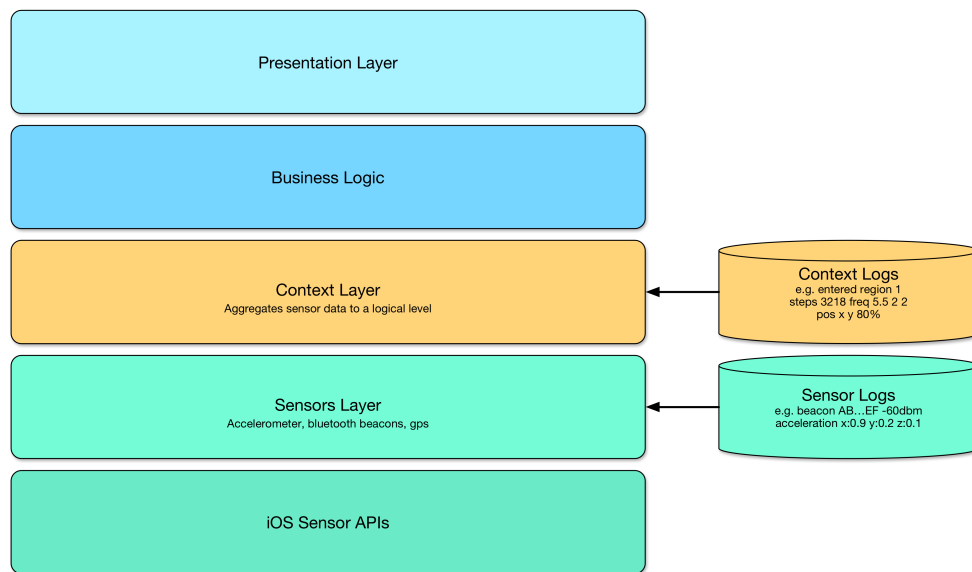 Presentation Layer
Business Logic
Context Layer
Aggregates sensor data to a logical level
Context Logs
e.g. entered region 1
steps 3218 freq 5.5 2 2
pos x y 80%
Sensors Layer
Accelerometer, bluetooth beacons, gps
Sensor Logs
e.g. beacon AB...EF -60dbm
acceleration x:0.9 y:0.2 z:0.1
iOS Sensor APIs